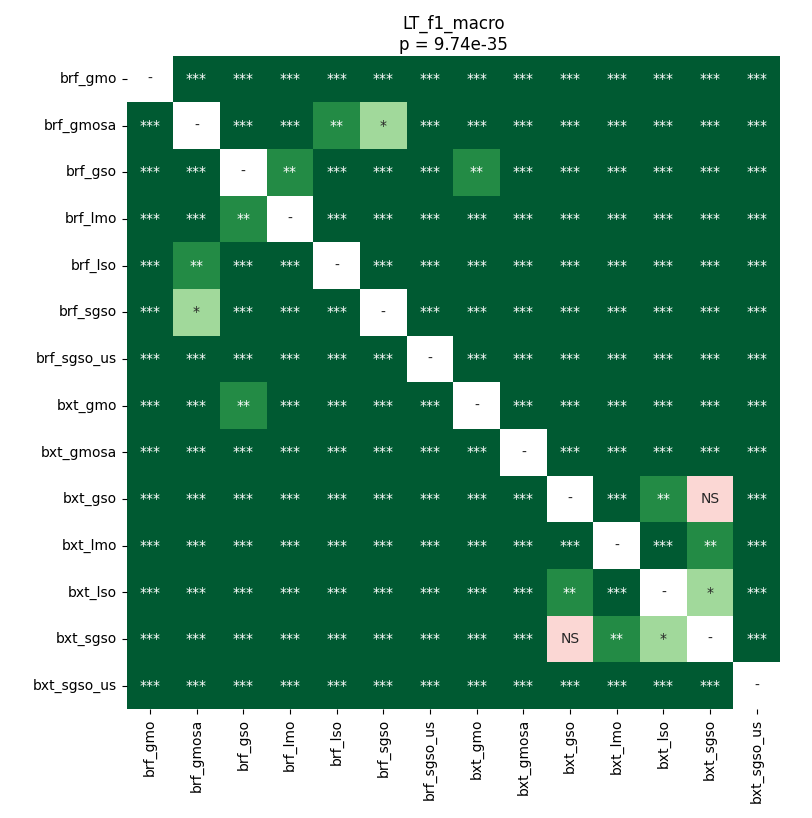 LT_f1_macro
p = 9.74e-35
brf_gmo - *** *** *** *** *** *** *** *** *** *** *** *** ***
brf_gmosa *** - *** *** ** * *** *** *** *** *** *** *** ***
brf_gso *** *** - ** *** *** *** ** *** *** *** *** *** ***
brf_lmo *** *** ** - *** *** *** *** *** *** *** *** *** ***
brf_lso *** ** *** *** - *** *** *** *** *** *** *** *** ***
brf_sgso *** * *** *** *** - *** *** *** *** *** *** *** ***
brf_sgso_us *** *** *** *** *** *** - *** *** *** *** *** *** ***
bxt_gmo *** *** ** *** *** *** *** - *** *** *** *** *** ***
bxt_gmosa *** *** *** *** *** *** *** *** - *** *** *** *** ***
bxt_gso *** *** *** *** *** *** *** *** *** - *** ** NS ***
bxt_lmo *** *** *** *** *** *** *** *** *** *** - *** ** ***
bxt_lso *** *** *** *** *** *** *** *** *** ** *** - * ***
bxt_sgso *** *** *** *** *** *** *** *** *** NS ** * - ***
bxt_sgso_us *** *** *** *** *** *** *** *** *** *** *** *** *** -
brf_gmo brf_gmosa brf_gso brf_lmo brf_lso brf_sgso brf_sgso_us bxt_gmo bxt_gmosa bxt_gso bxt_lmo bxt_lso bxt_sgso bxt_sgso_us